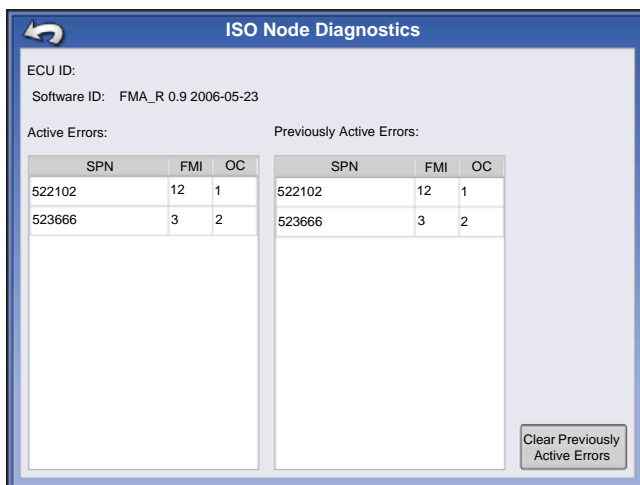 ISO Node Diagnostics
ECU ID:
Software ID: FMA_R 0.9 2006-05-23
Active Errors:
SPN FMI OC
522102 12 1
523666 3 2
Previously Active Errors:
SPN FMI OC
522102 12 1
523666 3 2
Clear Previously
Active Errors